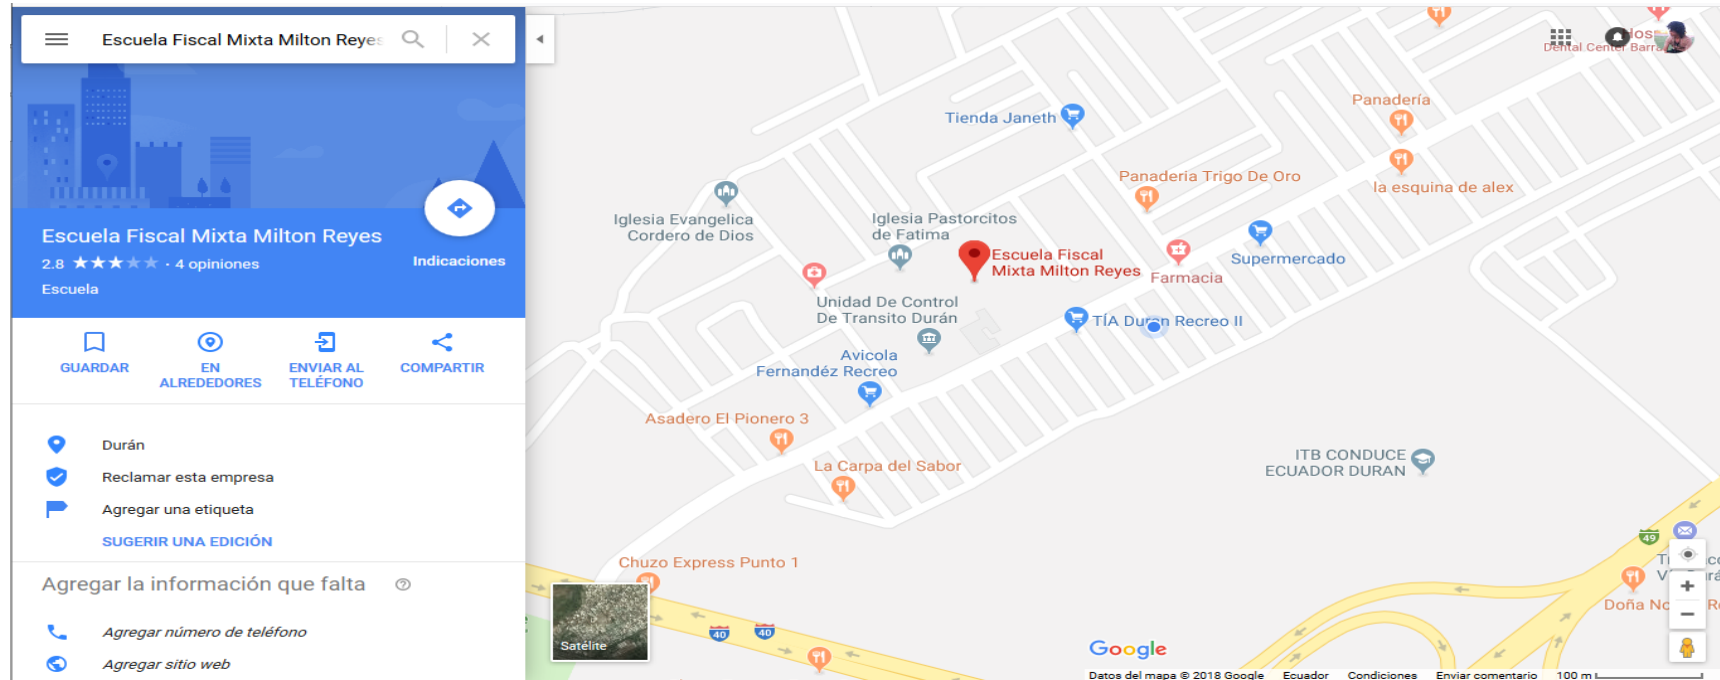 Escuela Fiscal Mixta Milton Reyes
Escuela Fiscal Mixta Milton Reyes
2.8 ★★★★★ · 4 opiniones
Escuela
Indicaciones
GUARDAR
EN
ALREDEDORES
ENVIAR AL
TELÉFONO
COMPARTIR
Durán
Reclamar esta empresa
Agregar una etiqueta
SUGERIR UNA EDICIÓN
Agregar la información que falta
Agregar número de teléfono
Agregar sitio web
Dental Center
Tienda Janeth
Panadería
Panaderia Trigo De Oro
la esquina de alex
Iglesia Evangelica
Cordero de Dios
Iglesia Pastorcitos
de Fatima
Escuela Fiscal
Mixta Milton Reyes
Farmacia
Supermercado
Unidad De Control
De Transito Durán
TÍA Duran Recreo II
Avicola
Fernandéz Recreo
Asadero El Pionero 3
La Carpa del Sabor
ITB CONDUCE
ECUADOR DURAN
49
Chuzo Express Punto 1
Doña
40
40
Satélite
Google
Datos del mapa © 2018 Google
Ecuador
Condiciones
Enviar comentario
100 m